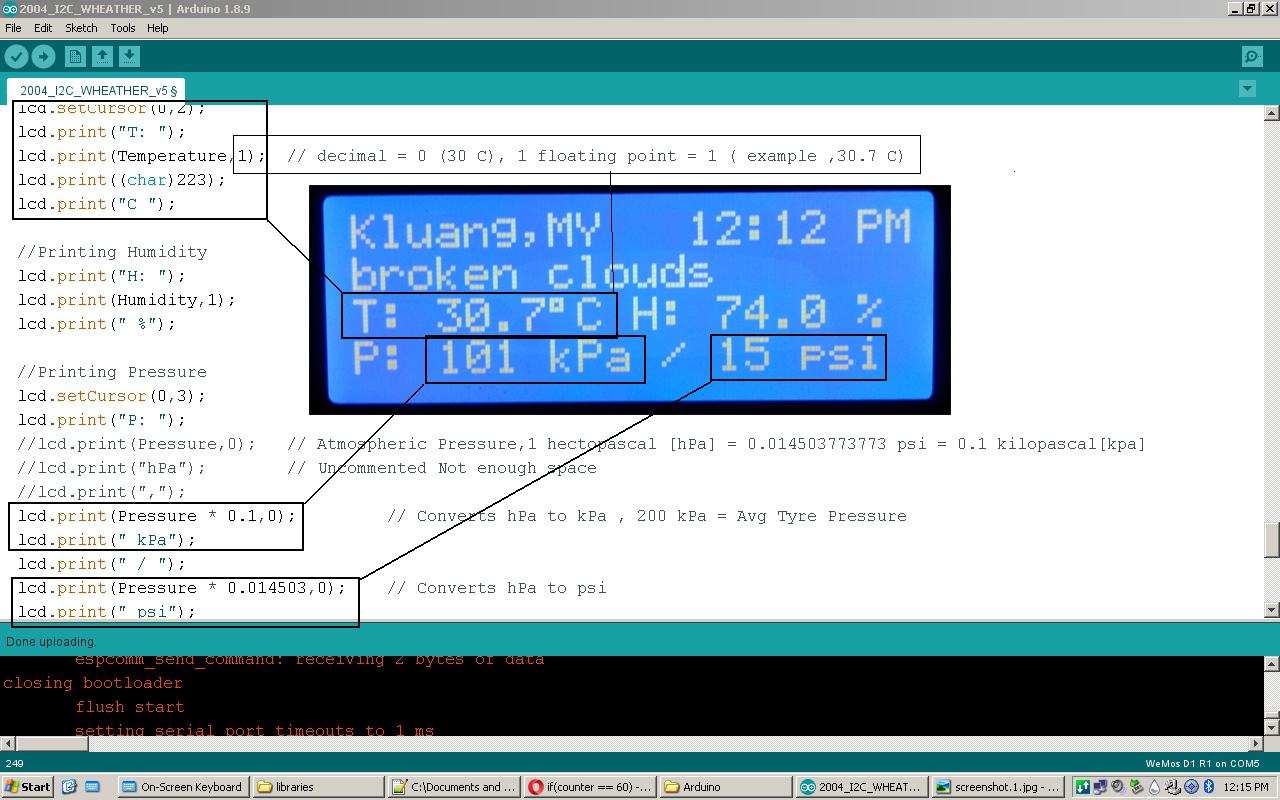 2004_I2C_WHEATHER_v5 | Arduino 1.8.9
File Edit Sketch Tools Help
2004_I2C_WHEATHER_v5 §
lcd.setCursor(0,2);
lcd.print("T: ");
lcd.print(Temperature,1); // decimal = 0 (30 C), 1 floating point = 1 ( example ,30.7 C)
lcd.print((char)223);
lcd.print("C ");
//Printing Humidity
lcd.print("H: ");
lcd.print(Humidity,1);
lcd.print(" %");
Kluang,MY 12:12 PM
broken clouds
T: 30.7°C H: 74.0 %
P: 101 kPa / 15 psi
//Printing Pressure
lcd.setCursor(0,3);
lcd.print("P: ");
//lcd.print(Pressure,0); // Atmospheric Pressure,1 hectopascal [hPa] = 0.014503773773 psi = 0.1 kilopascal[kpa]
//lcd.print("hPa"); // Uncommented Not enough space
//lcd.print(",");
lcd.print(Pressure * 0.1,0); // Converts hPa to kPa , 200 kPa = Avg Tyre Pressure
lcd.print(" kPa");
lcd.print(" / ");
lcd.print(Pressure * 0.014503,0); // Converts hPa to psi
lcd.print(" psi");
Done uploading.
espcomm_send_command: receiving 2 bytes of data
closing bootloader
flush start
setting serial port timeouts to 1 ms
249 WeMos D1 R1 on COM5
Start On-Screen Keyboard libraries C:\Documents and ... if(counter == 60) -... Arduino 2004_I2C_WHEAT... screenshot.1.jpg - ... 12:15 PM